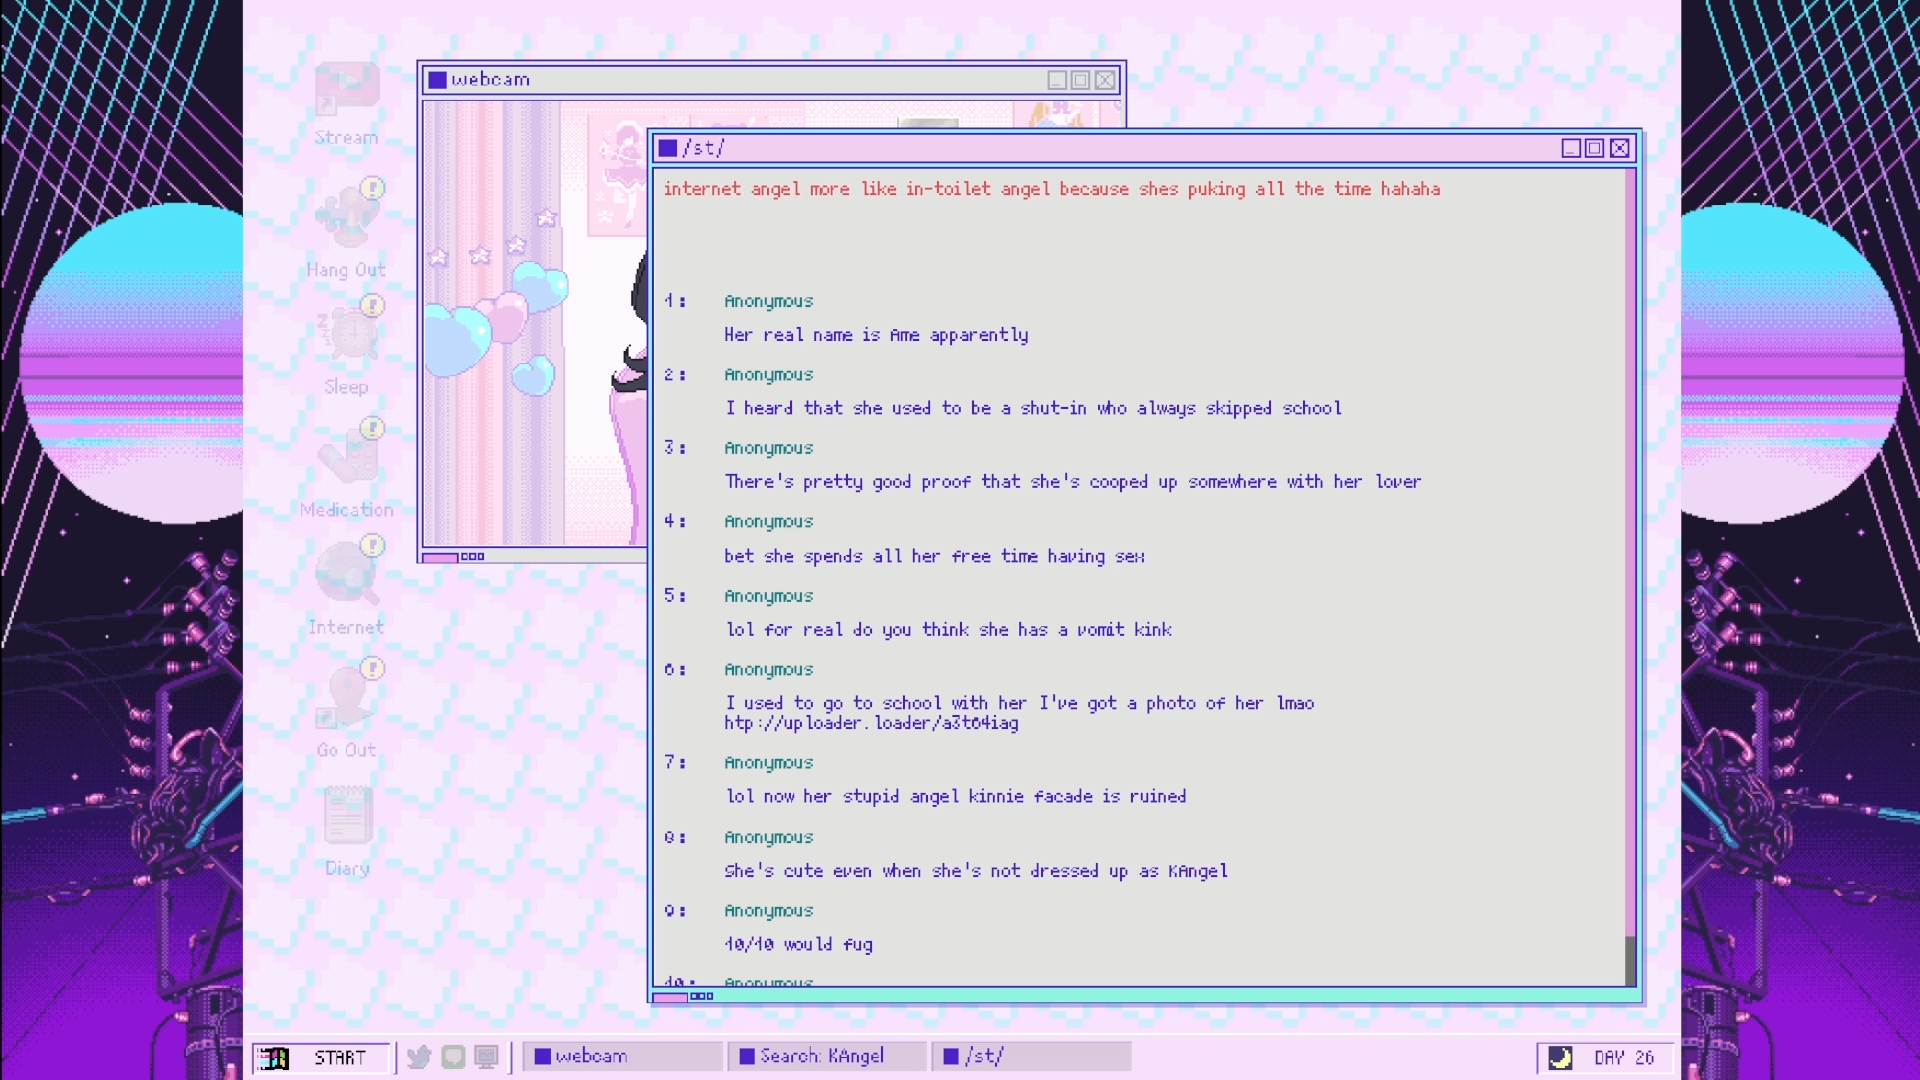 webcam
/st/
internet angel more like in-toilet angel because shes puking all the time hahaha
1: Anonymous
Her real name is Ame apparently
2: Anonymous
I heard that she used to be a shut-in who always skipped school
3: Anonymous
There's pretty good proof that she's cooped up somewhere with her lover
4: Anonymous
bet she spends all her free time having sex
5: Anonymous
lol for real do you think she has a vomit kink
6: Anonymous
I used to go to school with her I've got a photo of her lmao
htp://uploader.loader/a3t64iag
7: Anonymous
lol now her stupid angel kinnie facade is ruined
8: Anonymous
She's cute even when she's not dressed up as KAngel
9: Anonymous
10/10 would fug
10: Anonymous
Stream
Hang Out
Sleep
Medication
Internet
Go Out
Diary
START
webcam
Search: KAngel
/st/
DAY 26